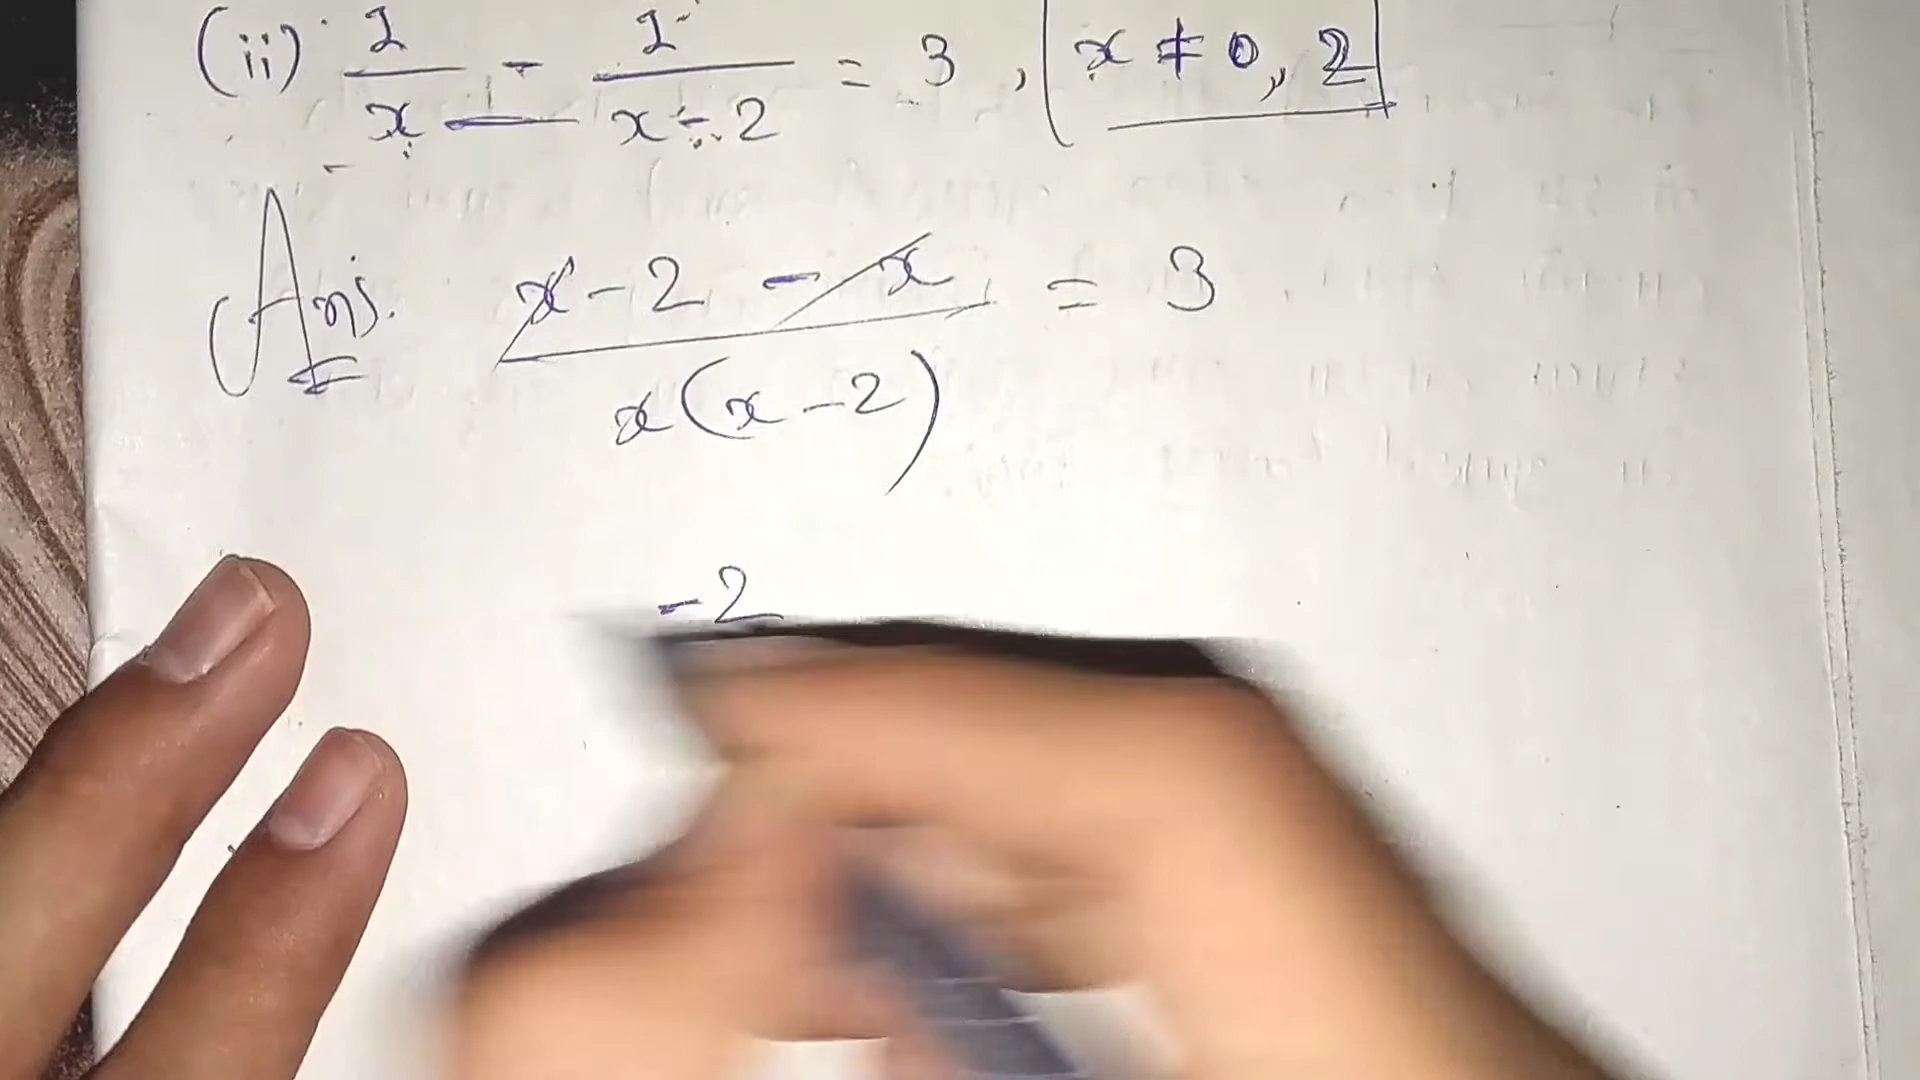 (ii) 1/x - 1/x-2 = 3, x ≠ 0, 2
Ans. x-2 - x/x(x-2) = 3
-2